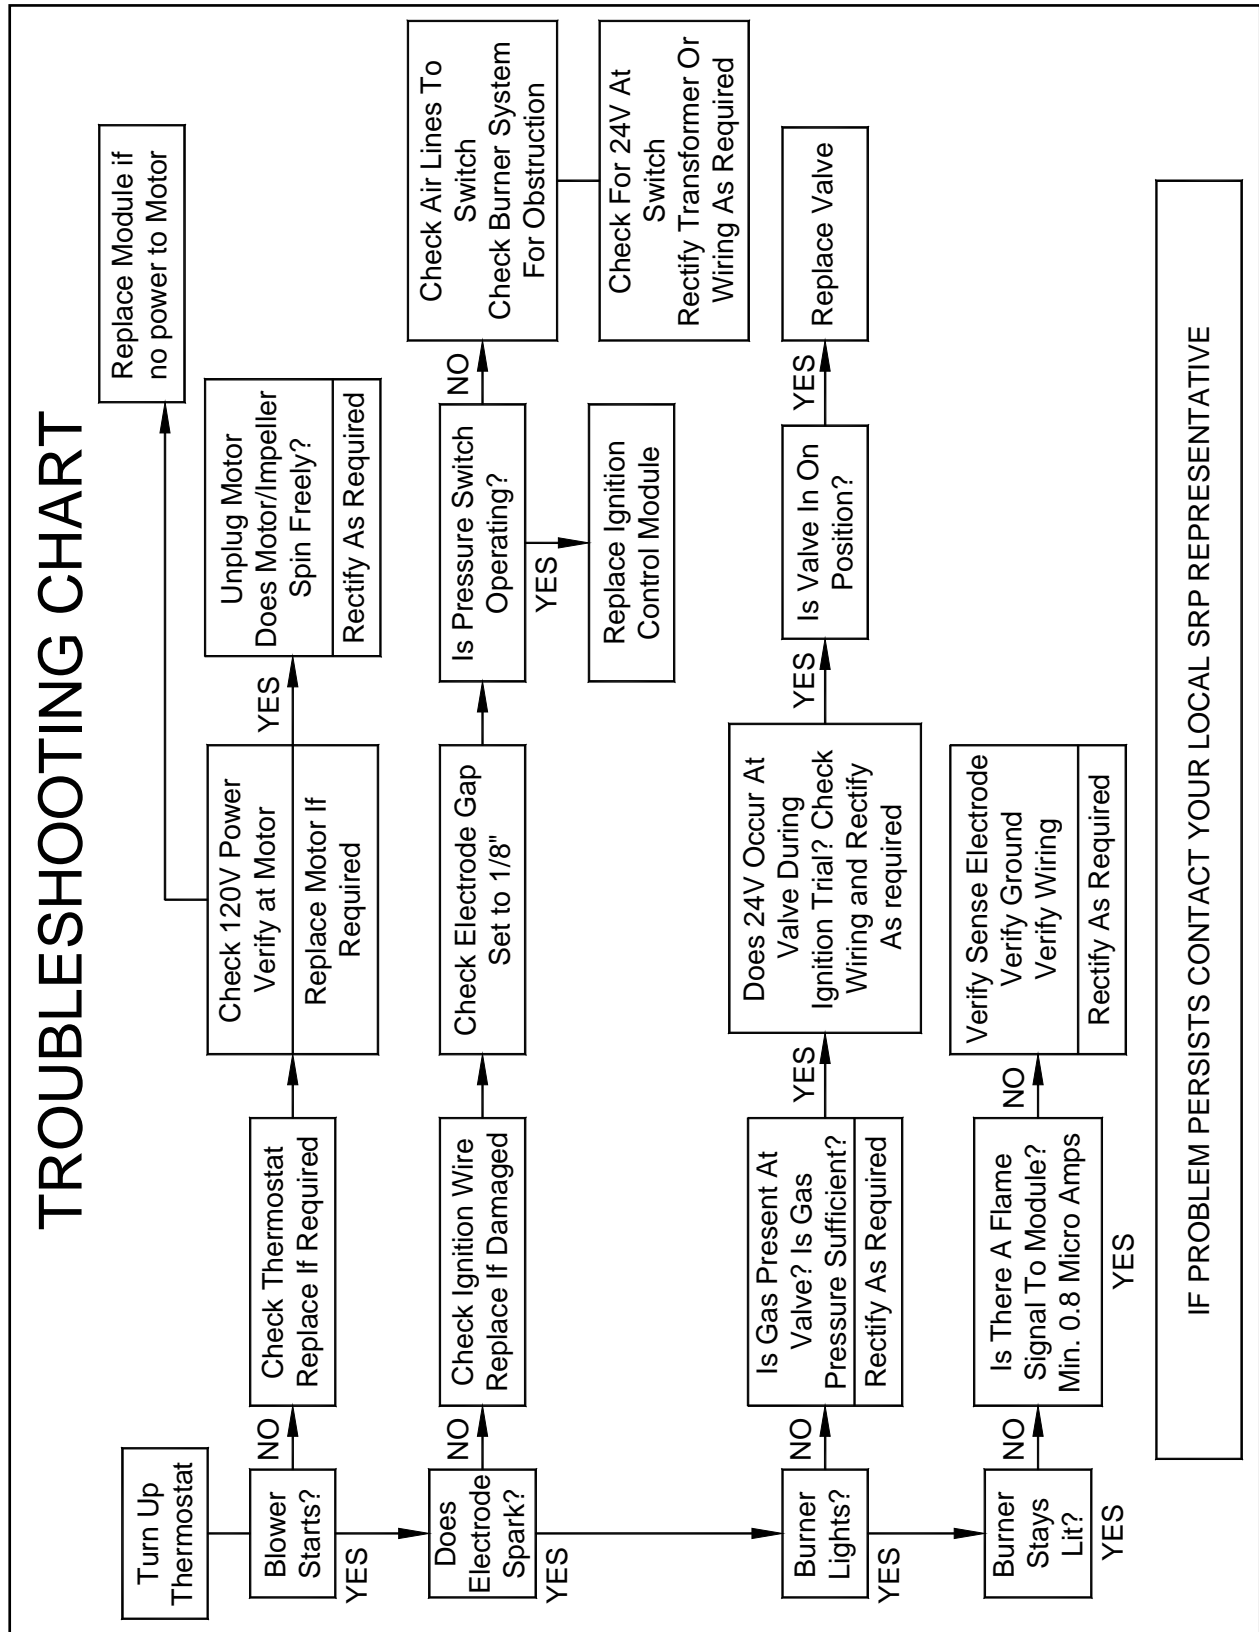 TROUBLESHOOTING CHART
Turn Up
Thermostat
Blower
Starts?
NO
Check Thermostat
Replace If Required
Check 120V Power
Verify at Motor
Replace Motor If
Required
Replace Module if
no power to Motor
YES
Unplug Motor
Does Motor/Impeller
Spin Freely?
Rectify As Required
YES
Does
Electrode
Spark?
NO
Check Ignition Wire
Replace If Damaged
Check Electrode Gap
Set to 1/8"
Is Pressure Switch
Operating?
NO
Check Air Lines To
Switch
Check Burner System
For Obstruction
Check For 24V At
Switch
Rectify Transformer Or
Wiring As Required
YES
Replace Ignition
Control Module
YES
Burner
Lights?
NO
Is Gas Present At
Valve? Is Gas
Pressure Sufficient?
Rectify As Required
YES
Does 24V Occur At
Valve During
Ignition Trial? Check
Wiring and Rectify
As required
YES
Is Valve In On
Position?
YES
Replace Valve
YES
Burner
Stays
Lit?
NO
Is There A Flame
Signal To Module?
Min. 0.8 Micro Amps
NO
Verify Sense Electrode
Verify Ground
Verify Wiring
Rectify As Required
YES
YES
IF PROBLEM PERSISTS CONTACT YOUR LOCAL SRP REPRESENTATIVE